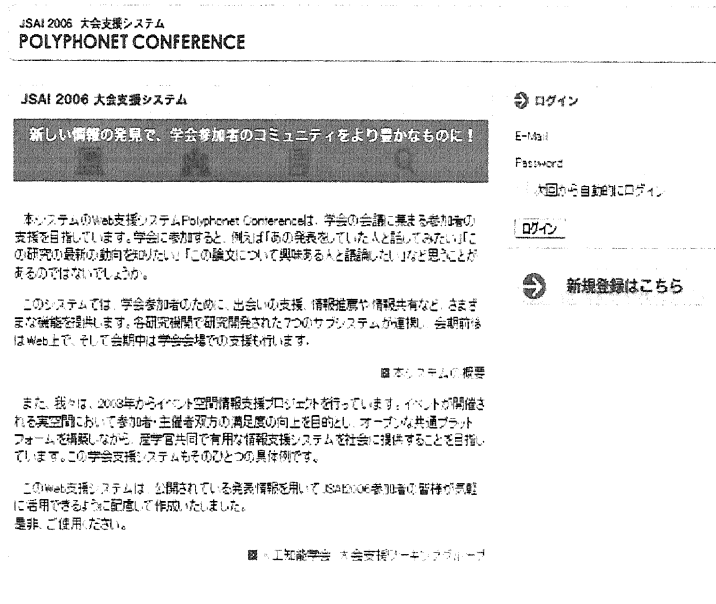 JSAI 2006 大会支援システム
POLYPHONET CONFERENCE
JSAI 2006 大会支援システム
新しい情報の発見で、学会参加者のコミュニティをより豊かなものに！
本システムのWeb支援システムPolyphonet Conferenceは、学会の会議に集まる参加者の
支援を目指しています。学会に参加すると、例えば「あの発表をしていた人と話してみたい」「こ
の研究の最新の動向を知りたい」「この論文について興味ある人と議論したい」など思うことが
あるのではないでしょうか。
このシステムでは、学会参加者のために、出会いの支援、情報推薦や情報共有など、さまざ
まな機能を提供します。各研究機関で研究開発された7つのサブシステムが連携し、会期前後
はWeb上で、そして会期中は学会会場での支援も行います。
本システムの概要
また、我々は、2003年からイベント空間情報支援プロジェクトを行っています。イベントが開催さ
れる実空間において参加者・主催者双方の満足度の向上を目的とし、オープンな共通プラット
フォームを構築しながら、産学官共同で有用な情報支援システムを社会に提供することを目指し
ています。この学会支援システムもそのひとつの具体例です。
このWeb支援システムは、公開されている発表情報を用いてJSAI2006参加者の皆様が気軽
に活用できるように配慮して作成いたしました。
是非、ご使用ください。
人工知能学会 大会支援ワーキンググループ
ログイン
E-Mail
Password
次回から自動的にログイン
ログイン
新規登録はこちら